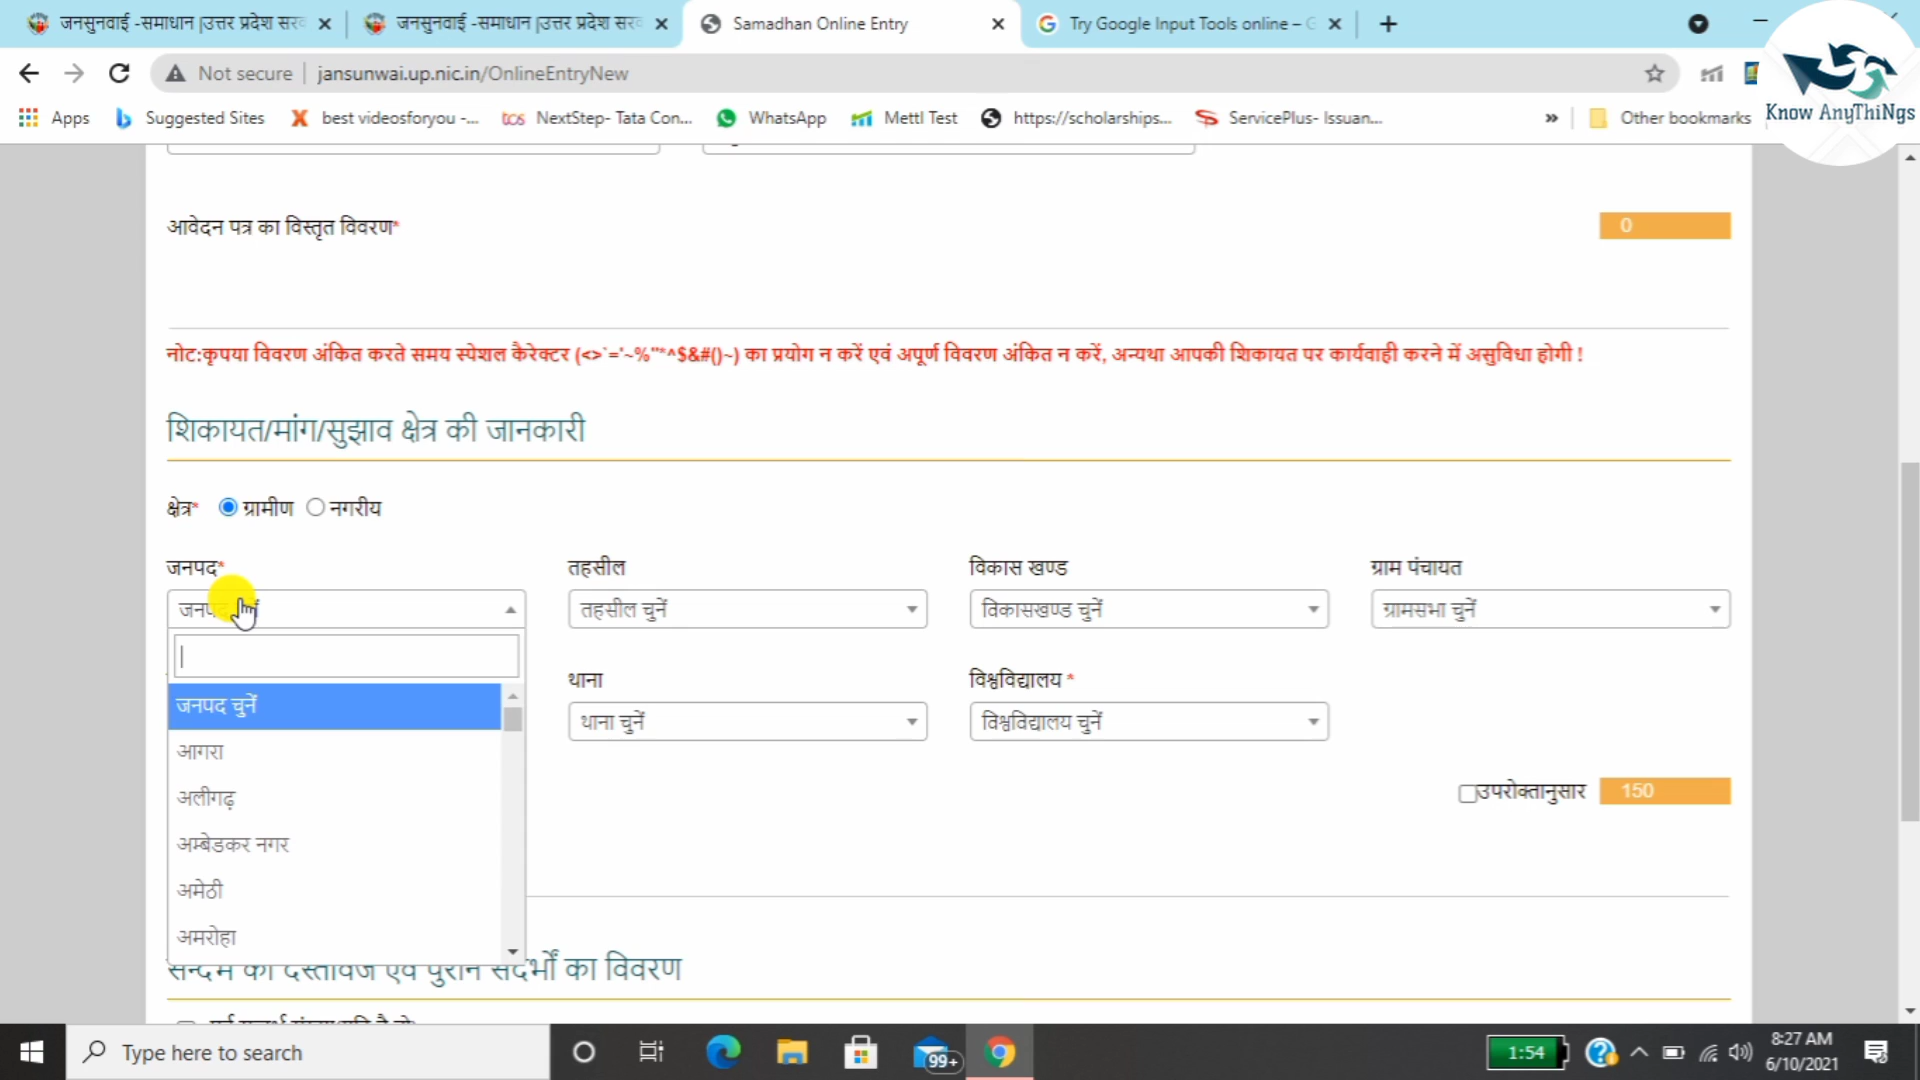 जनसुनवाई -समाधान |उत्तर प्रदेश सर
जनसुनवाई -समाधान |उत्तर प्रदेश सर
Samadhan Online Entry
Try Google Input Tools online –
Not secure
jansunwai.up.nic.in/OnlineEntryNew
Know AnyThiNgs
Apps
Suggested Sites
best videosforyou -...
tcs NextStep- Tata Con...
WhatsApp
Mettl Test
https://scholarships...
ServicePlus- Issuan...
»
Other bookmarks
आवेदन पत्र का विस्तृत विवरण*
0
नोट:कृपया विवरण अंकित करते समय स्पेशल कैरेक्टर (<>`='~%"*^$&#()~) का प्रयोग न करें एवं अपूर्ण विवरण अंकित न करें, अन्यथा आपकी शिकायत पर कार्यवाही करने में असुविधा होगी !
शिकायत/मांग/सुझाव क्षेत्र की जानकारी
क्षेत्र* ग्रामीण नगरीय
जनपद*
तहसील
विकास खण्ड
ग्राम पंचायत
तहसील चुनें
विकासखण्ड चुनें
ग्रामसभा चुनें
थाना
विश्वविद्यालय *
जनपद चुनें
थाना चुनें
विश्वविद्यालय चुनें
आगरा
अलीगढ़
उपरोक्तानुसार
150
अम्बेडकर नगर
अमेठी
अमरोहा
सन्दर्भ का दस्तावेज एवं पुराने संदर्भों का विवरण
Type here to search
99+
1:54
8:27 AM
6/10/2021